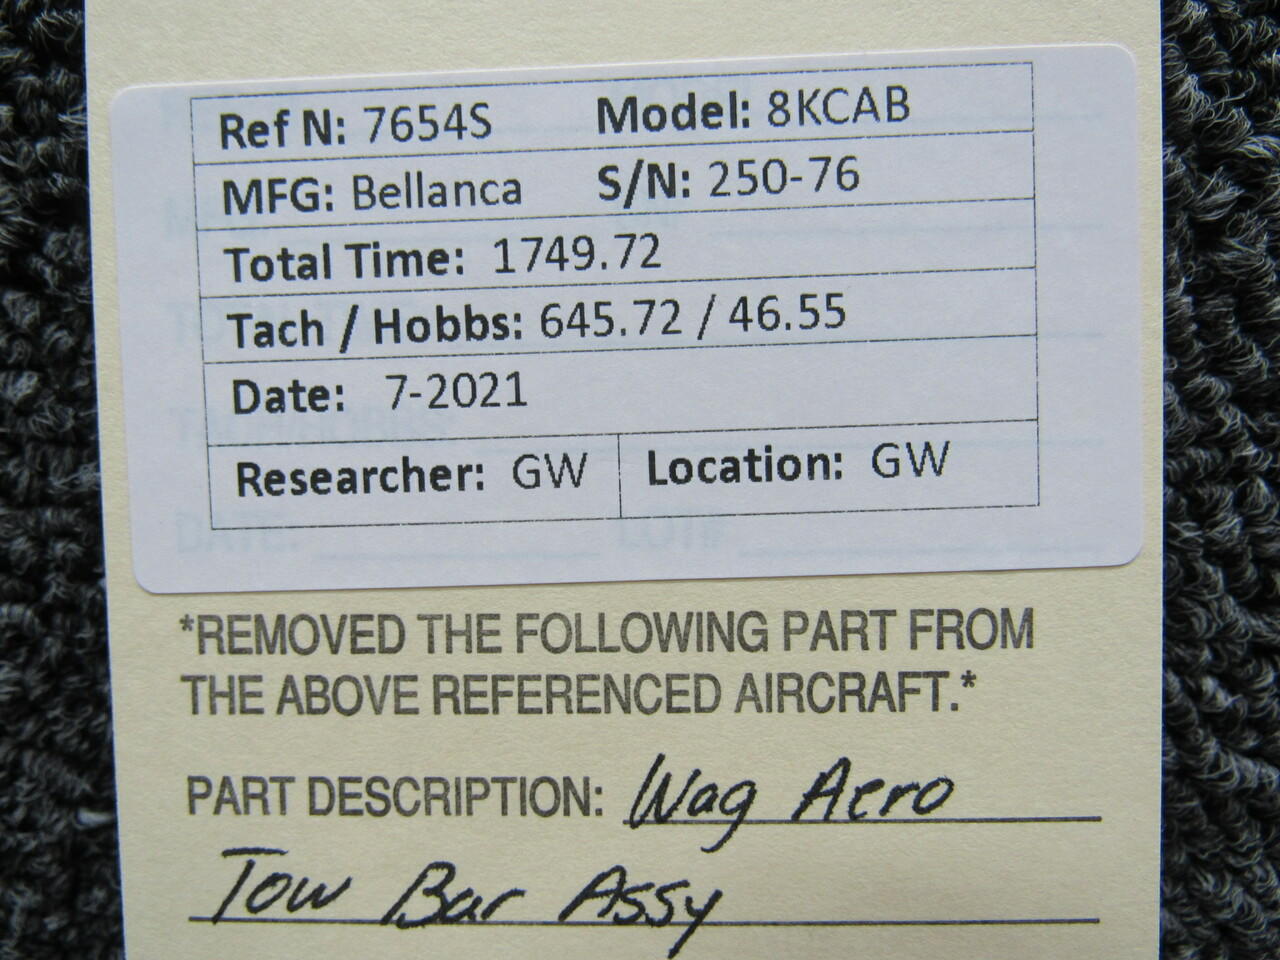 Ref N: 7654S Model: 8KCAB
MFG: Bellanca S/N: 250-76
Total Time: 1749.72
Tach / Hobbs: 645.72 / 46.55
Date: 7-2021
Researcher: GW Location: GW
DATE: LOT#
*REMOVED THE FOLLOWING PART FROM
THE ABOVE REFERENCED AIRCRAFT.*
PART DESCRIPTION: Wag Aero
Tow Bar Assy